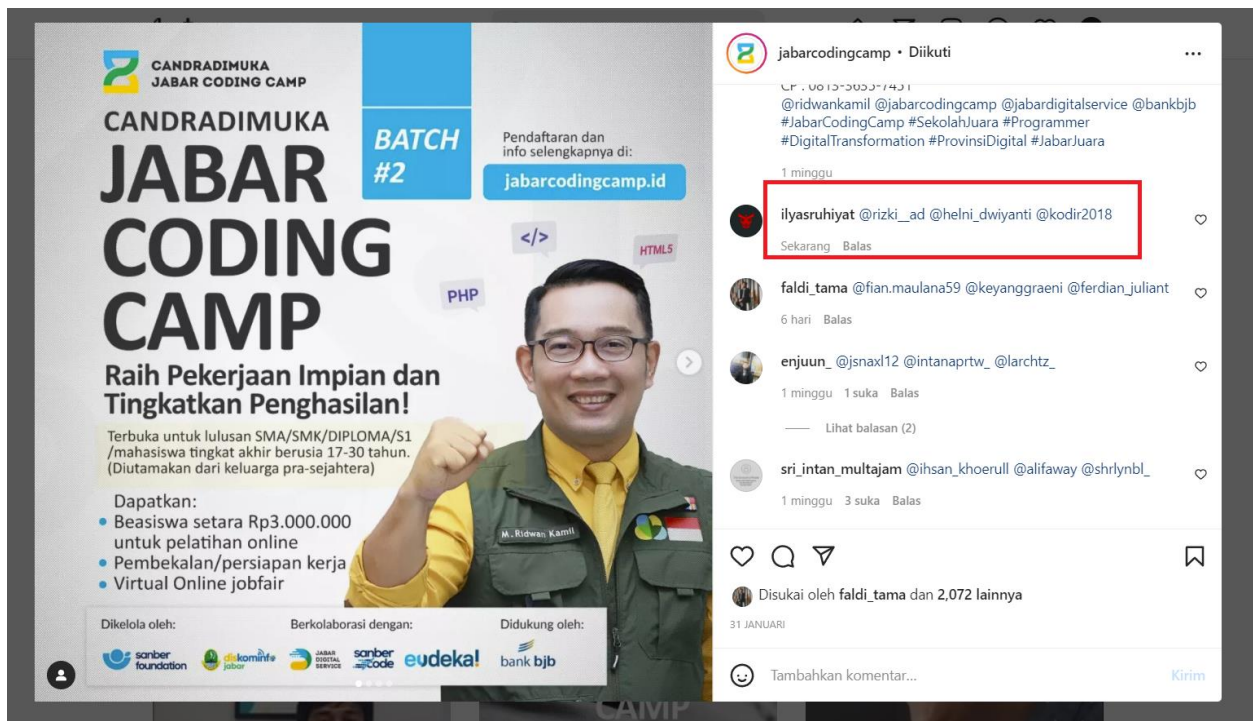 CANDRADIMUKA
JABAR CODING CAMP
CANDRADIMUKA
JABAR
CODING
CAMP
BATCH
#2
Pendaftaran dan
info selengkapnya di:
jabarcodingcamp.id
</>
HTML5
PHP
Raih Pekerjaan Impian dan
Tingkatkan Penghasilan!
Terbuka untuk lulusan SMA/SMK/DIPLOMA/S1
/mahasiswa tingkat akhir berusia 17-30 tahun.
(Diutamakan dari keluarga pra-sejahtera)
Dapatkan:
• Beasiswa setara Rp3.000.000
untuk pelatihan online
• Pembekalan/persiapan kerja
• Virtual Online jobfair
M. Ridwan Kamil
Dikelola oleh:
sanber
foundation
diskominfo
jabar
Berkolaborasi dengan:
JABAR
DIGITAL
SERVICE
sanber
code
eudeka!
Didukung oleh:
bank bjb
jabarcodingcamp • Diikuti
CP : 0813-3635-7451
@ridwankamil @jabarcodingcamp @jabardigitalservice @bankbjb
#JabarCodingCamp #SekolahJuara #Programmer
#DigitalTransformation #ProvinsiDigital #JabarJuara
1 minggu
ilyasruhiyat @rizki__ad @helni_dwiyanti @kodir2018
Sekarang Balas
faldi_tama @fian.maulana59 @keyanggraeni @ferdian_juliant
6 hari Balas
enjuun_ @jsnaxl12 @intanaprtw_ @larchtz_
1 minggu 1 suka Balas
Lihat balasan (2)
sri_intan_multajam @ihsan_khoerull @alifaway @shrlynbl_
1 minggu 3 suka Balas
Disukai oleh faldi_tama dan 2,072 lainnya
31 JANUARI
Tambahkan komentar...
Kirim
CAMP